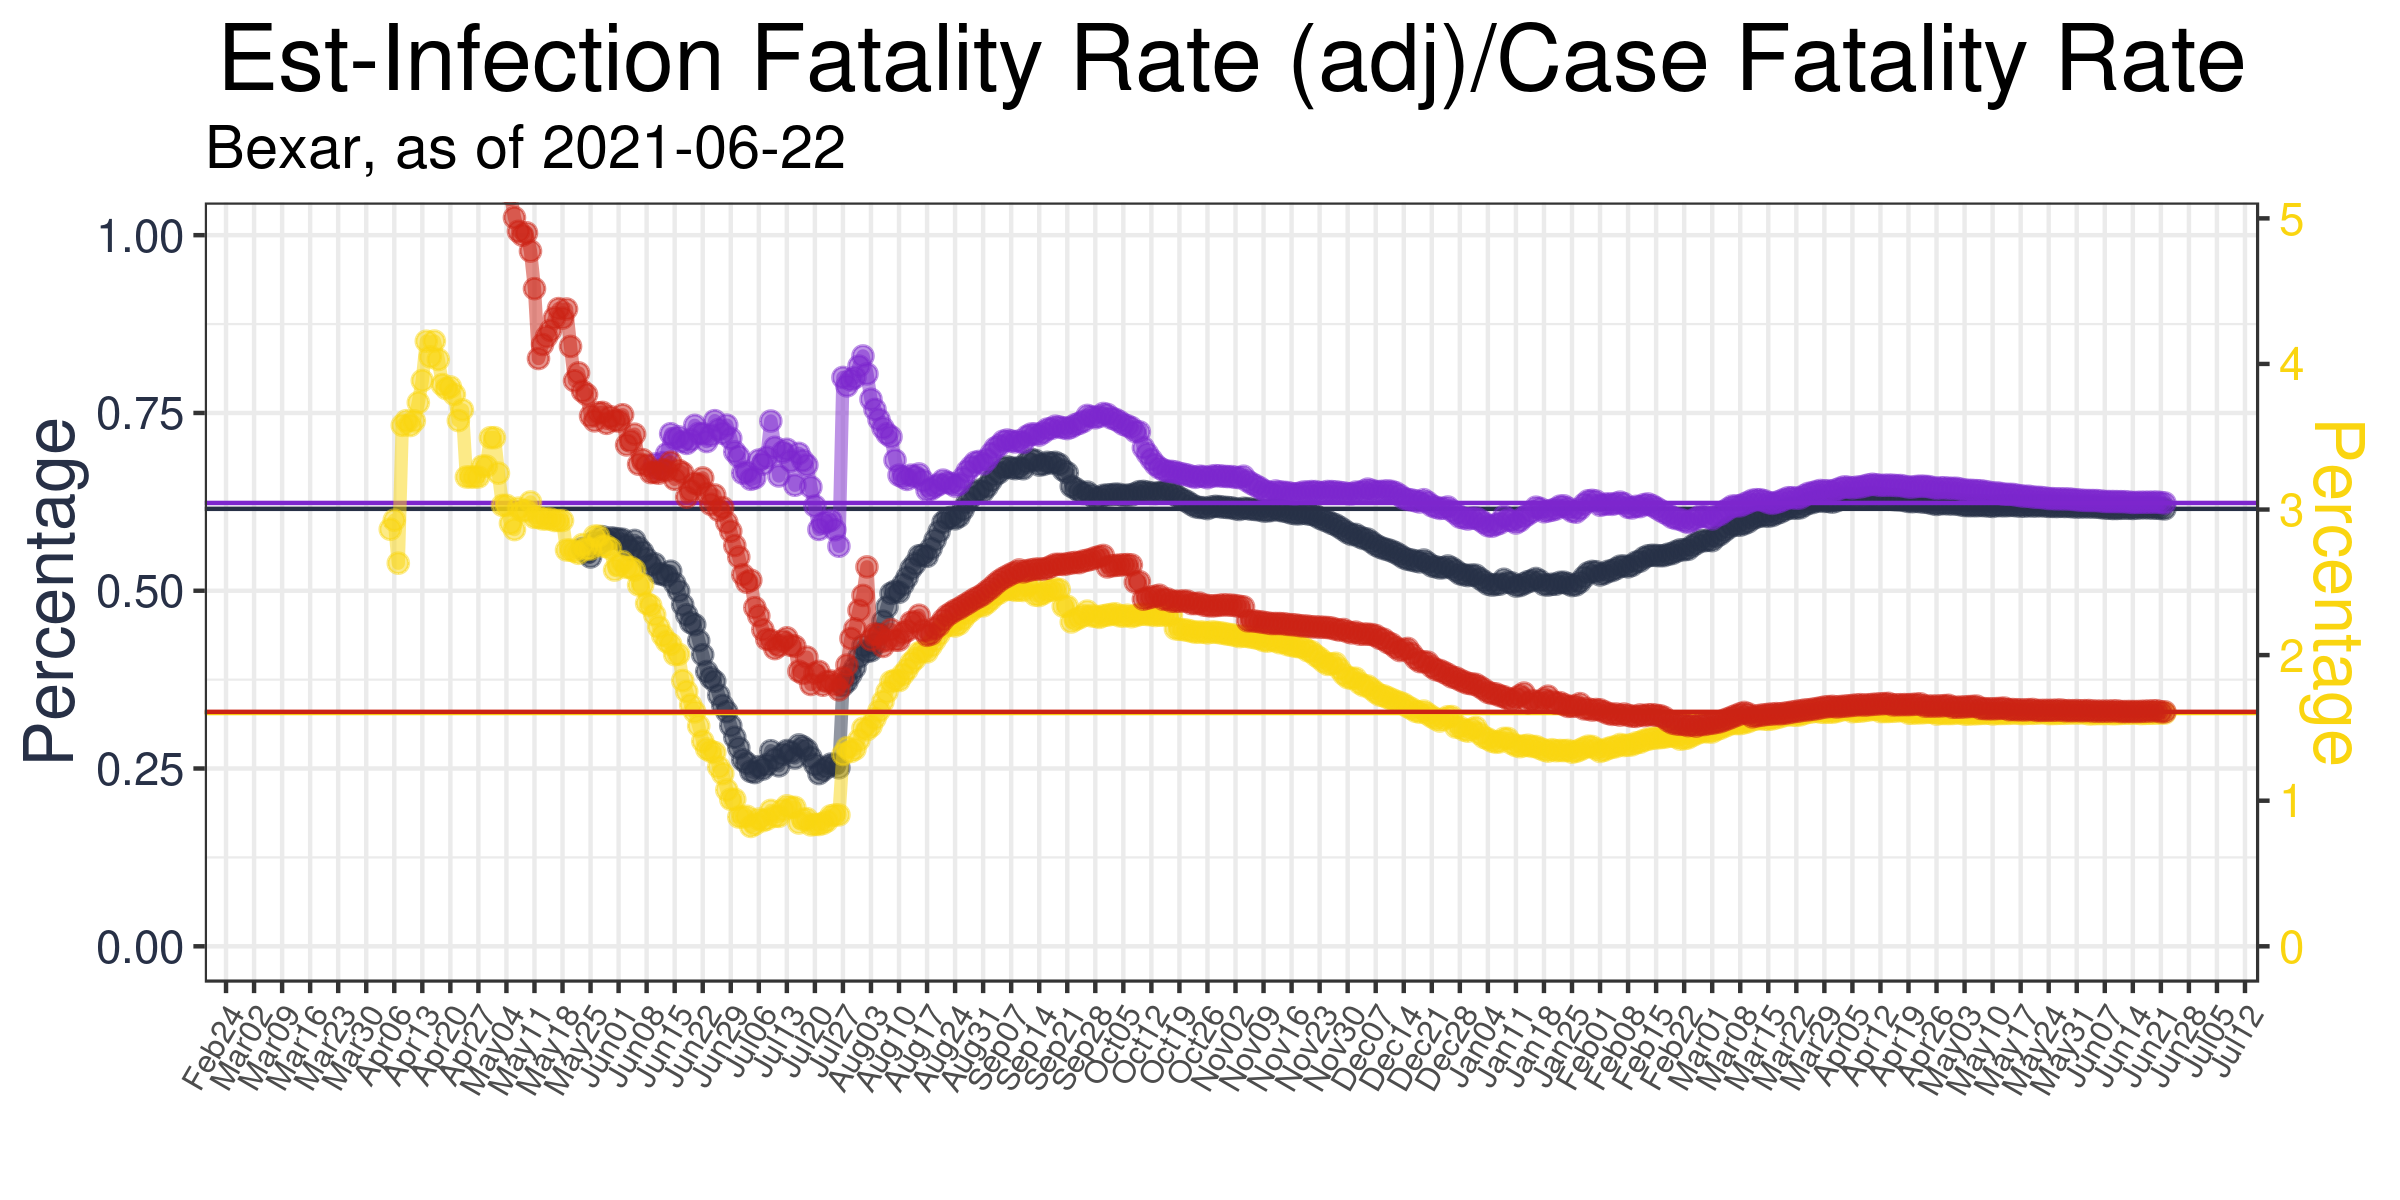 Est-Infection Fatality Rate (adj)/Case Fatality Rate
Bexar, as of 2021-06-22
Percentage
1.00
0.75
0.50
0.25
0.00
5
4
3
2
1
0
Percentage
Feb24
Mar02
Mar09
Mar16
Mar23
Mar30
Apr06
Apr13
Apr20
Apr27
May04
May11
May18
May25
Jun01
Jun08
Jun15
Jun22
Jun29
Jul06
Jul13
Jul20
Jul27
Aug03
Aug10
Aug17
Aug24
Aug31
Sep07
Sep14
Sep21
Sep28
Oct05
Oct12
Oct19
Oct26
Nov02
Nov09
Nov16
Nov23
Nov30
Dec07
Dec14
Dec21
Dec28
Jan04
Jan11
Jan18
Jan25
Feb01
Feb08
Feb15
Feb22
Mar01
Mar08
Mar15
Mar22
Mar29
Apr05
Apr12
Apr19
Apr26
May03
May10
May17
May24
May31
Jun07
Jun14
Jun21
Jun28
Jul05
Jul12